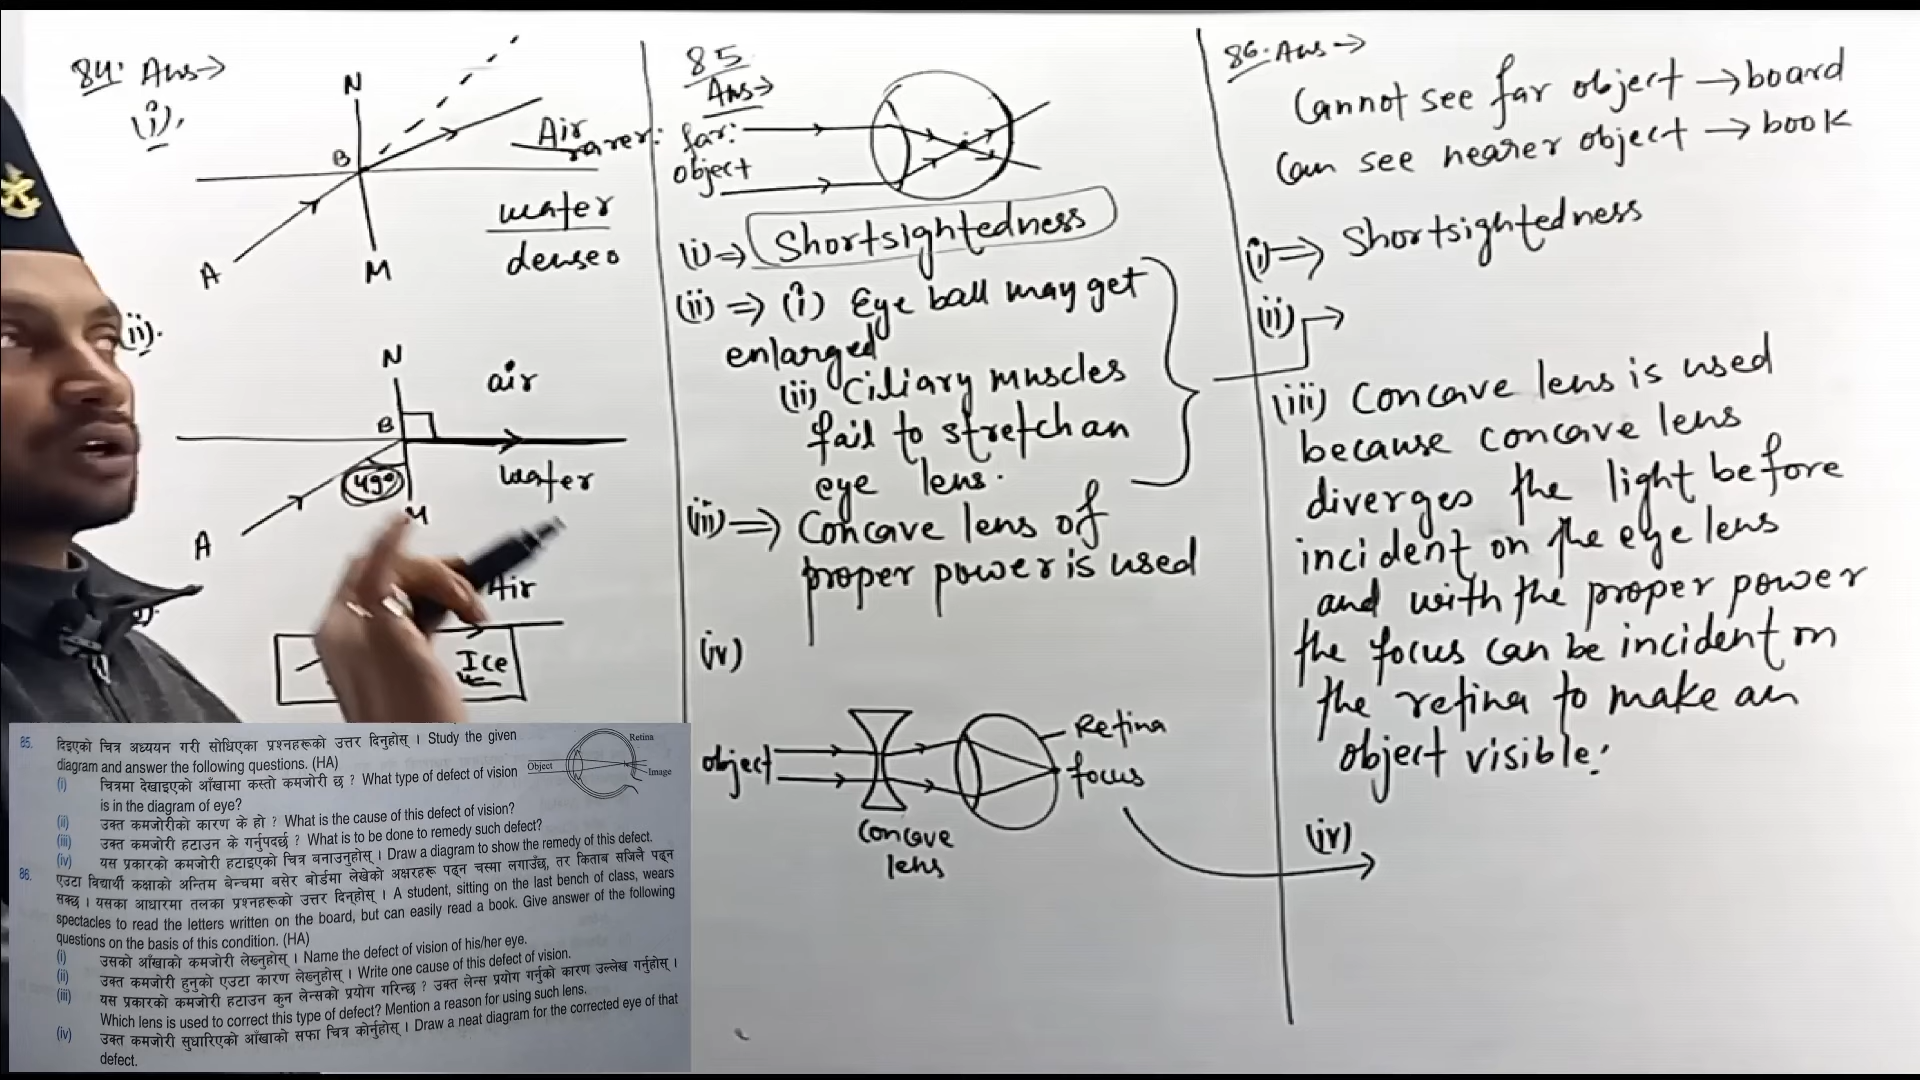 84. Ans→
(i).
N
B
Air
rarer:
water
denser
A
M
(ii).
N
air
B
water
49°
A
M
Air
Ice
85
Ans→
far:
object
(i)⇒ Shortsightedness
(ii) ⇒ (i) Eye ball may get
enlarged
(ii) Ciliary muscles
fail to stretch an
eye lens.
(iii)⇒ Concave lens of
proper power is used
(iv)
object
Retina
focus
Concave
lens
86. Ans→
Cannot see far object → board
Can see nearer object → book
(i)⇒ Shortsightedness
(ii)
(iii) Concave lens is used
because concave lens
diverges the light before
incident on the eye lens
and with the proper power
the focus can be incident on
the retina to make an
object visible.
(iv)
85. दिइएको चित्र अध्ययन गरी सोधिएका प्रश्नहरूको उत्तर दिनुहोस् । Study the given
diagram and answer the following questions. (HA)
Object
Retina
Image
(i) चित्रमा देखाइएको आँखामा कस्तो कमजोरी छ ? What type of defect of vision
is in the diagram of eye?
(ii) उक्त कमजोरीको कारण के हो ? What is the cause of this defect of vision?
(iii) उक्त कमजोरी हटाउन के गर्नुपर्दछ ? What is to be done to remedy such defect?
(iv) यस प्रकारको कमजोरी हटाइएको चित्र बनाउनुहोस् । Draw a diagram to show the remedy of this defect.
86. एउटा विद्यार्थी कक्षाको अन्तिम बेन्चमा बसेर बोर्डमा लेखेको अक्षरहरू पढ्न चस्मा लगाउँछ, तर किताब सजिलै पढ्न
सक्छ । यसका आधारमा तलका प्रश्नहरूको उत्तर दिनुहोस् । A student, sitting on the last bench of class, wears
spectacles to read the letters written on the board, but can easily read a book. Give answer of the following
questions on the basis of this condition. (HA)
(i) उसको आँखाको कमजोरी लेख्नुहोस् । Name the defect of vision of his/her eye.
(ii) उक्त कमजोरी हुनुको एउटा कारण लेख्नुहोस् । Write one cause of this defect of vision.
(iii) यस प्रकारको कमजोरी हटाउन कुन लेन्सको प्रयोग गरिन्छ ? उक्त लेन्स प्रयोग गर्नुको कारण उल्लेख गर्नुहोस् ।
Which lens is used to correct this type of defect? Mention a reason for using such lens.
(iv) उक्त कमजोरी सुधारिएको आँखाको सफा चित्र कोर्नुहोस् । Draw a neat diagram for the corrected eye of that
defect.